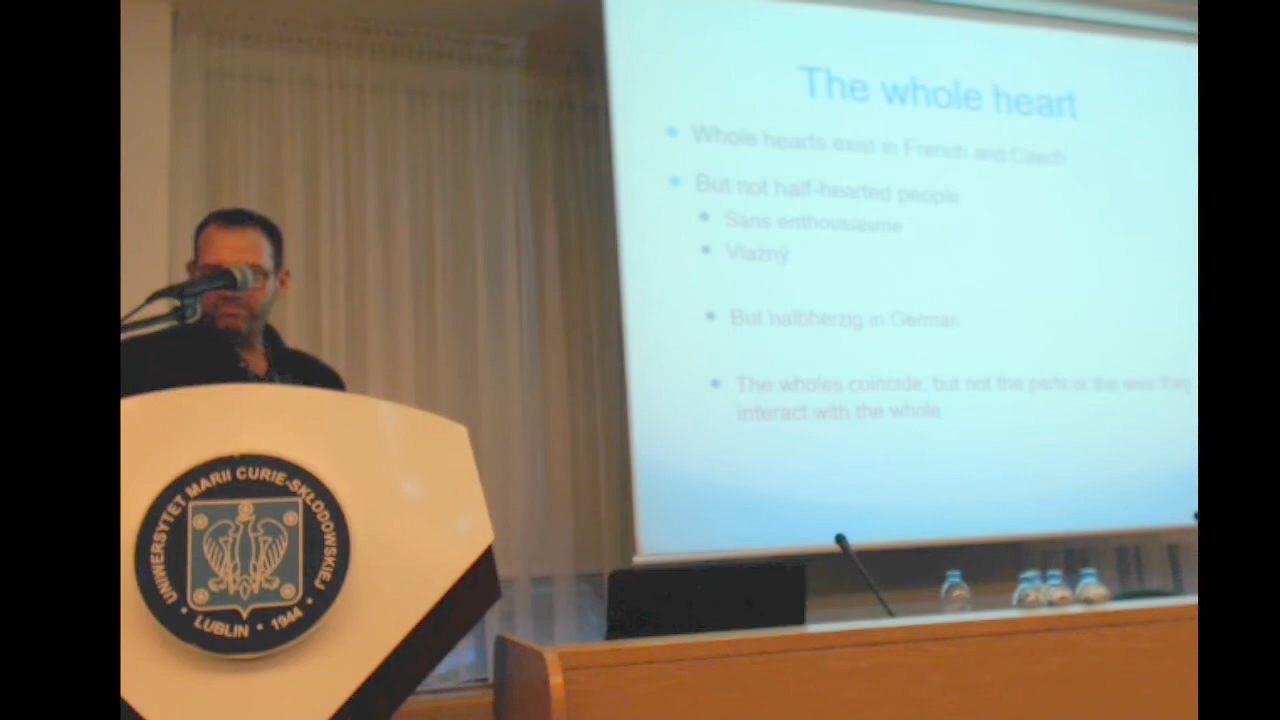 The whole heart
Whole hearts exist in French and Czech
But not half-hearted people
Sans enthousiasme
Vlažný
But halbherzig in German
The wholes coincide, but not the parts or the way they
interact with the whole
UNIWERSYTET MARII CURIE-SKŁODOWSKIEJ
LUBLIN • 1944